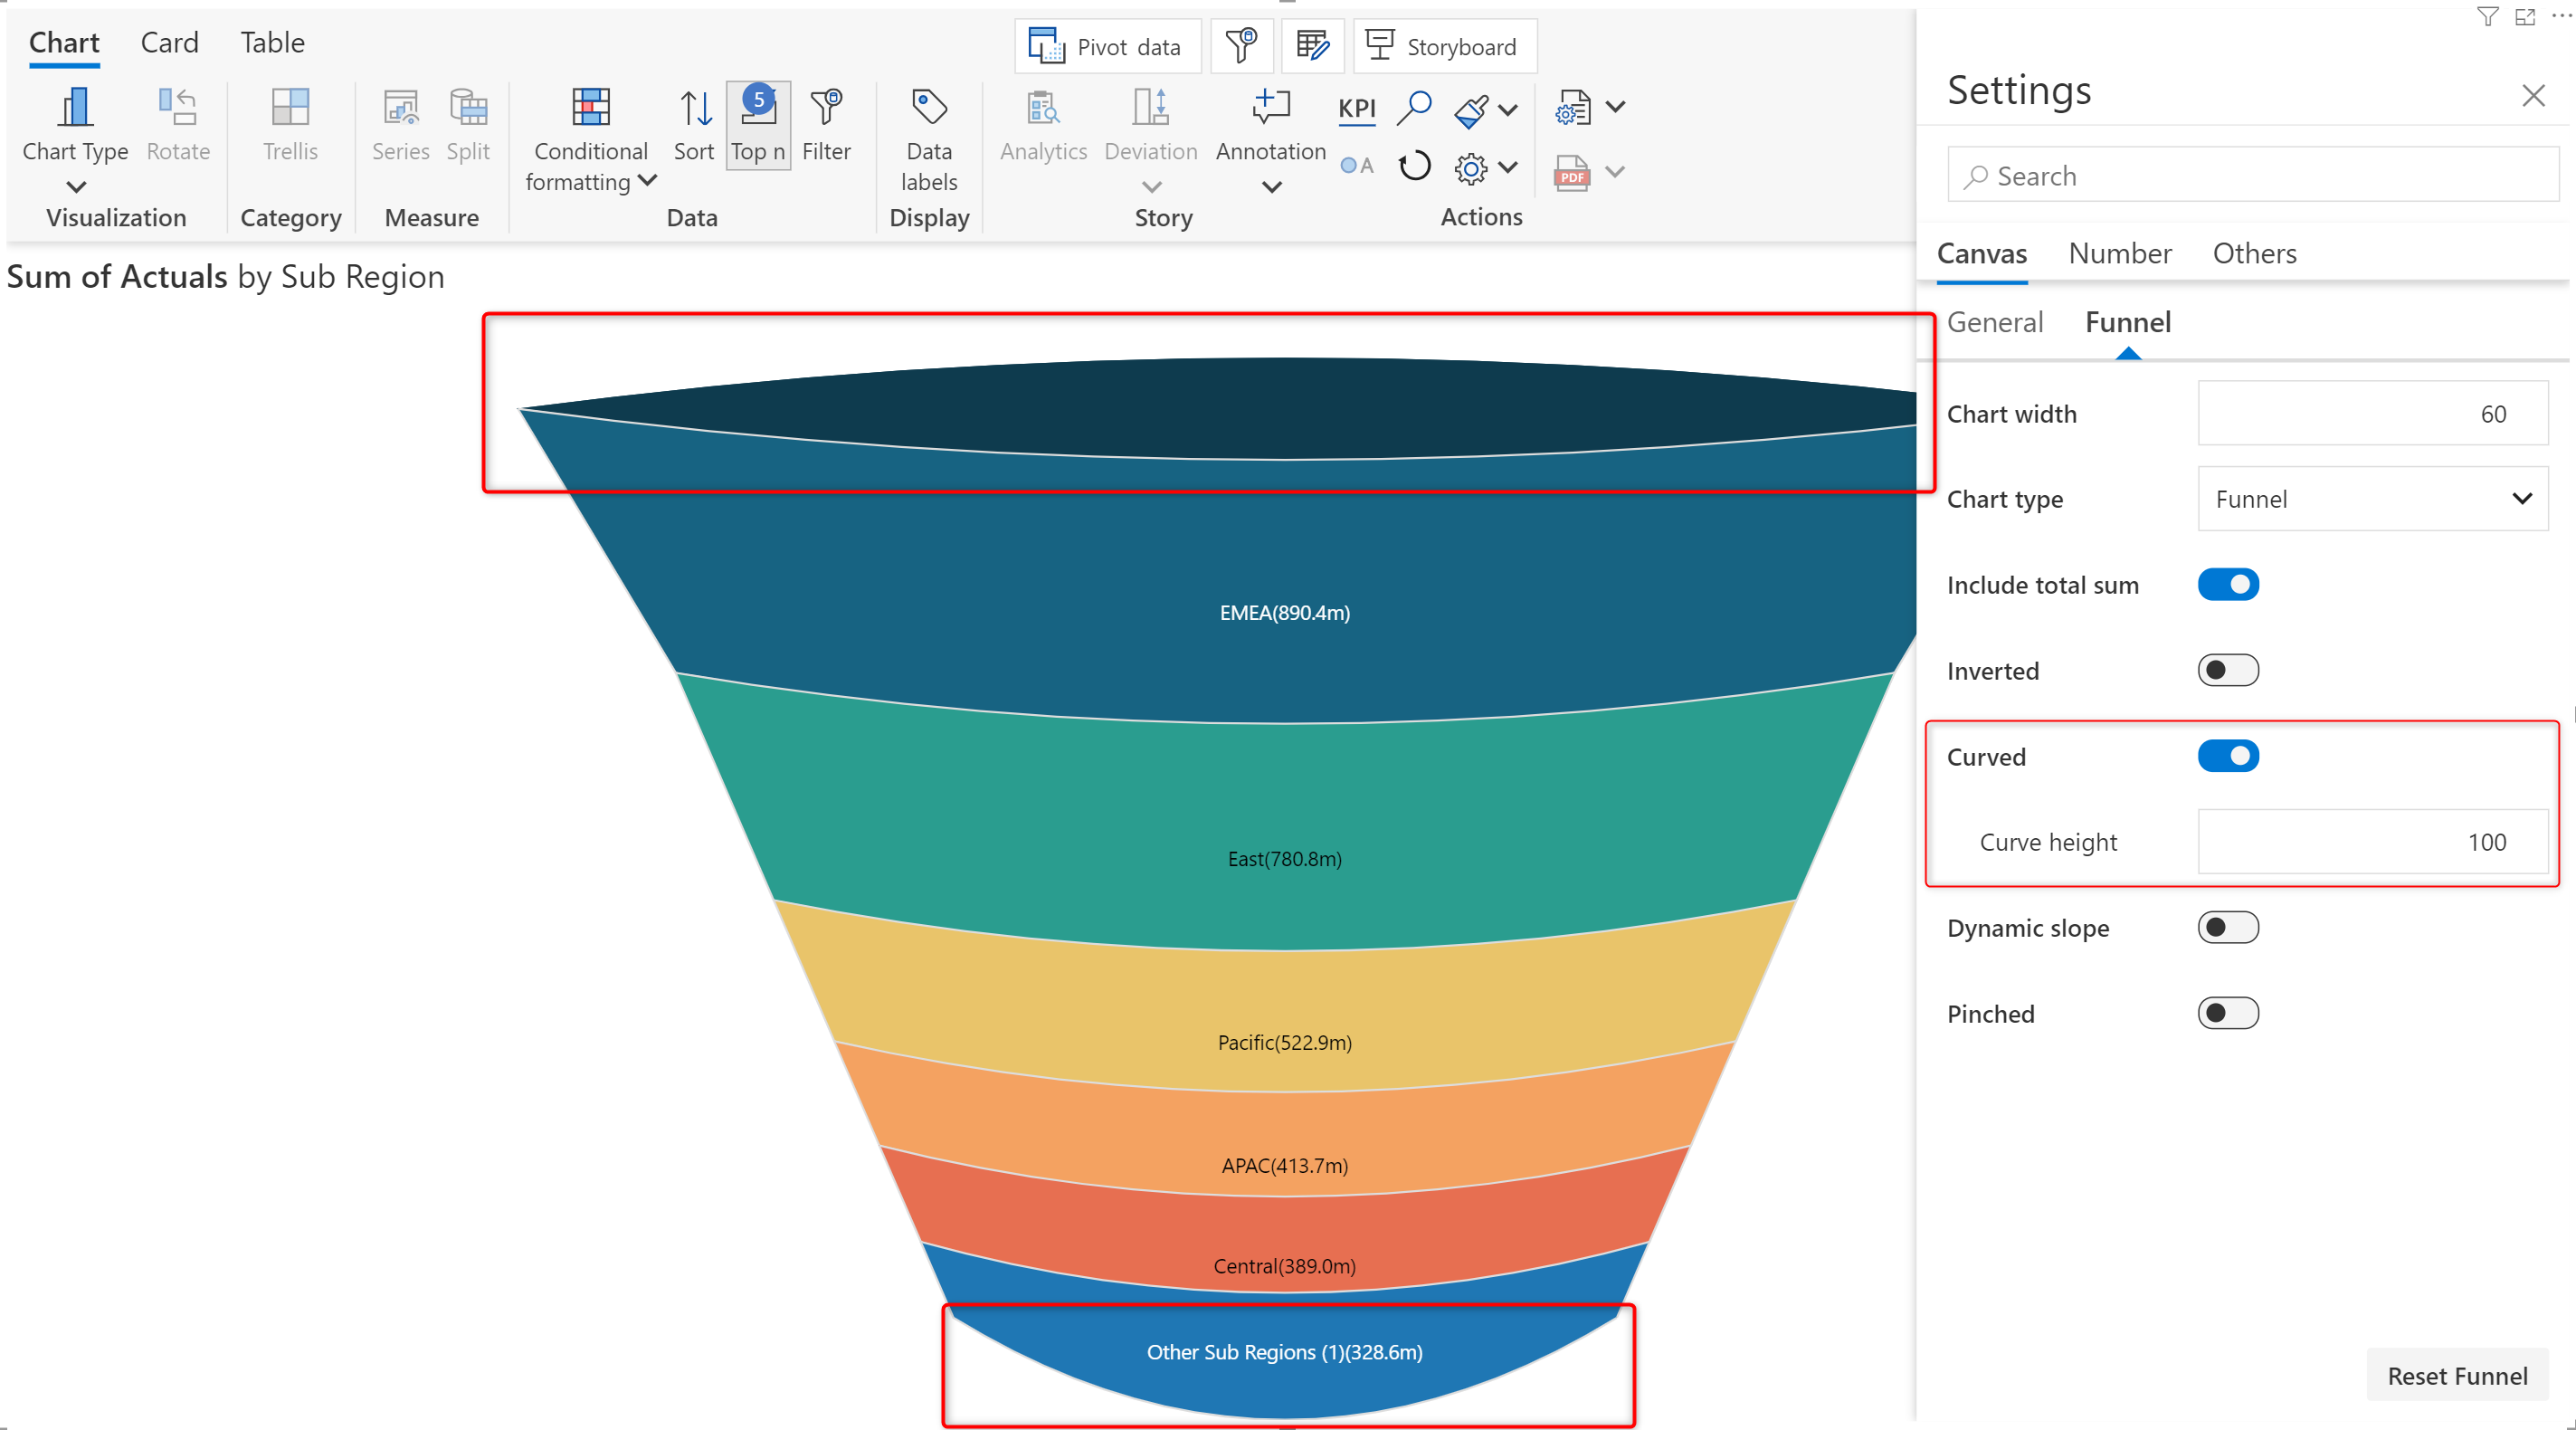 Chart Card Table
Pivot data
Storyboard
5
KPI
Chart Type Rotate
Trellis
Series Split
Conditional
formatting
Sort Top n Filter
Data
labels
Analytics Deviation Annotation
A
PDF
Visualization
Category
Measure
Data
Display
Story
Actions
Sum of Actuals by Sub Region
EMEA(890.4m)
East(780.8m)
Pacific(522.9m)
APAC(413.7m)
Central(389.0m)
Other Sub Regions (1)(328.6m)
Settings
Search
Canvas Number Others
General Funnel
Chart width 60
Chart type Funnel
Include total sum
Inverted
Curved
Curve height 100
Dynamic slope
Pinched
Reset Funnel